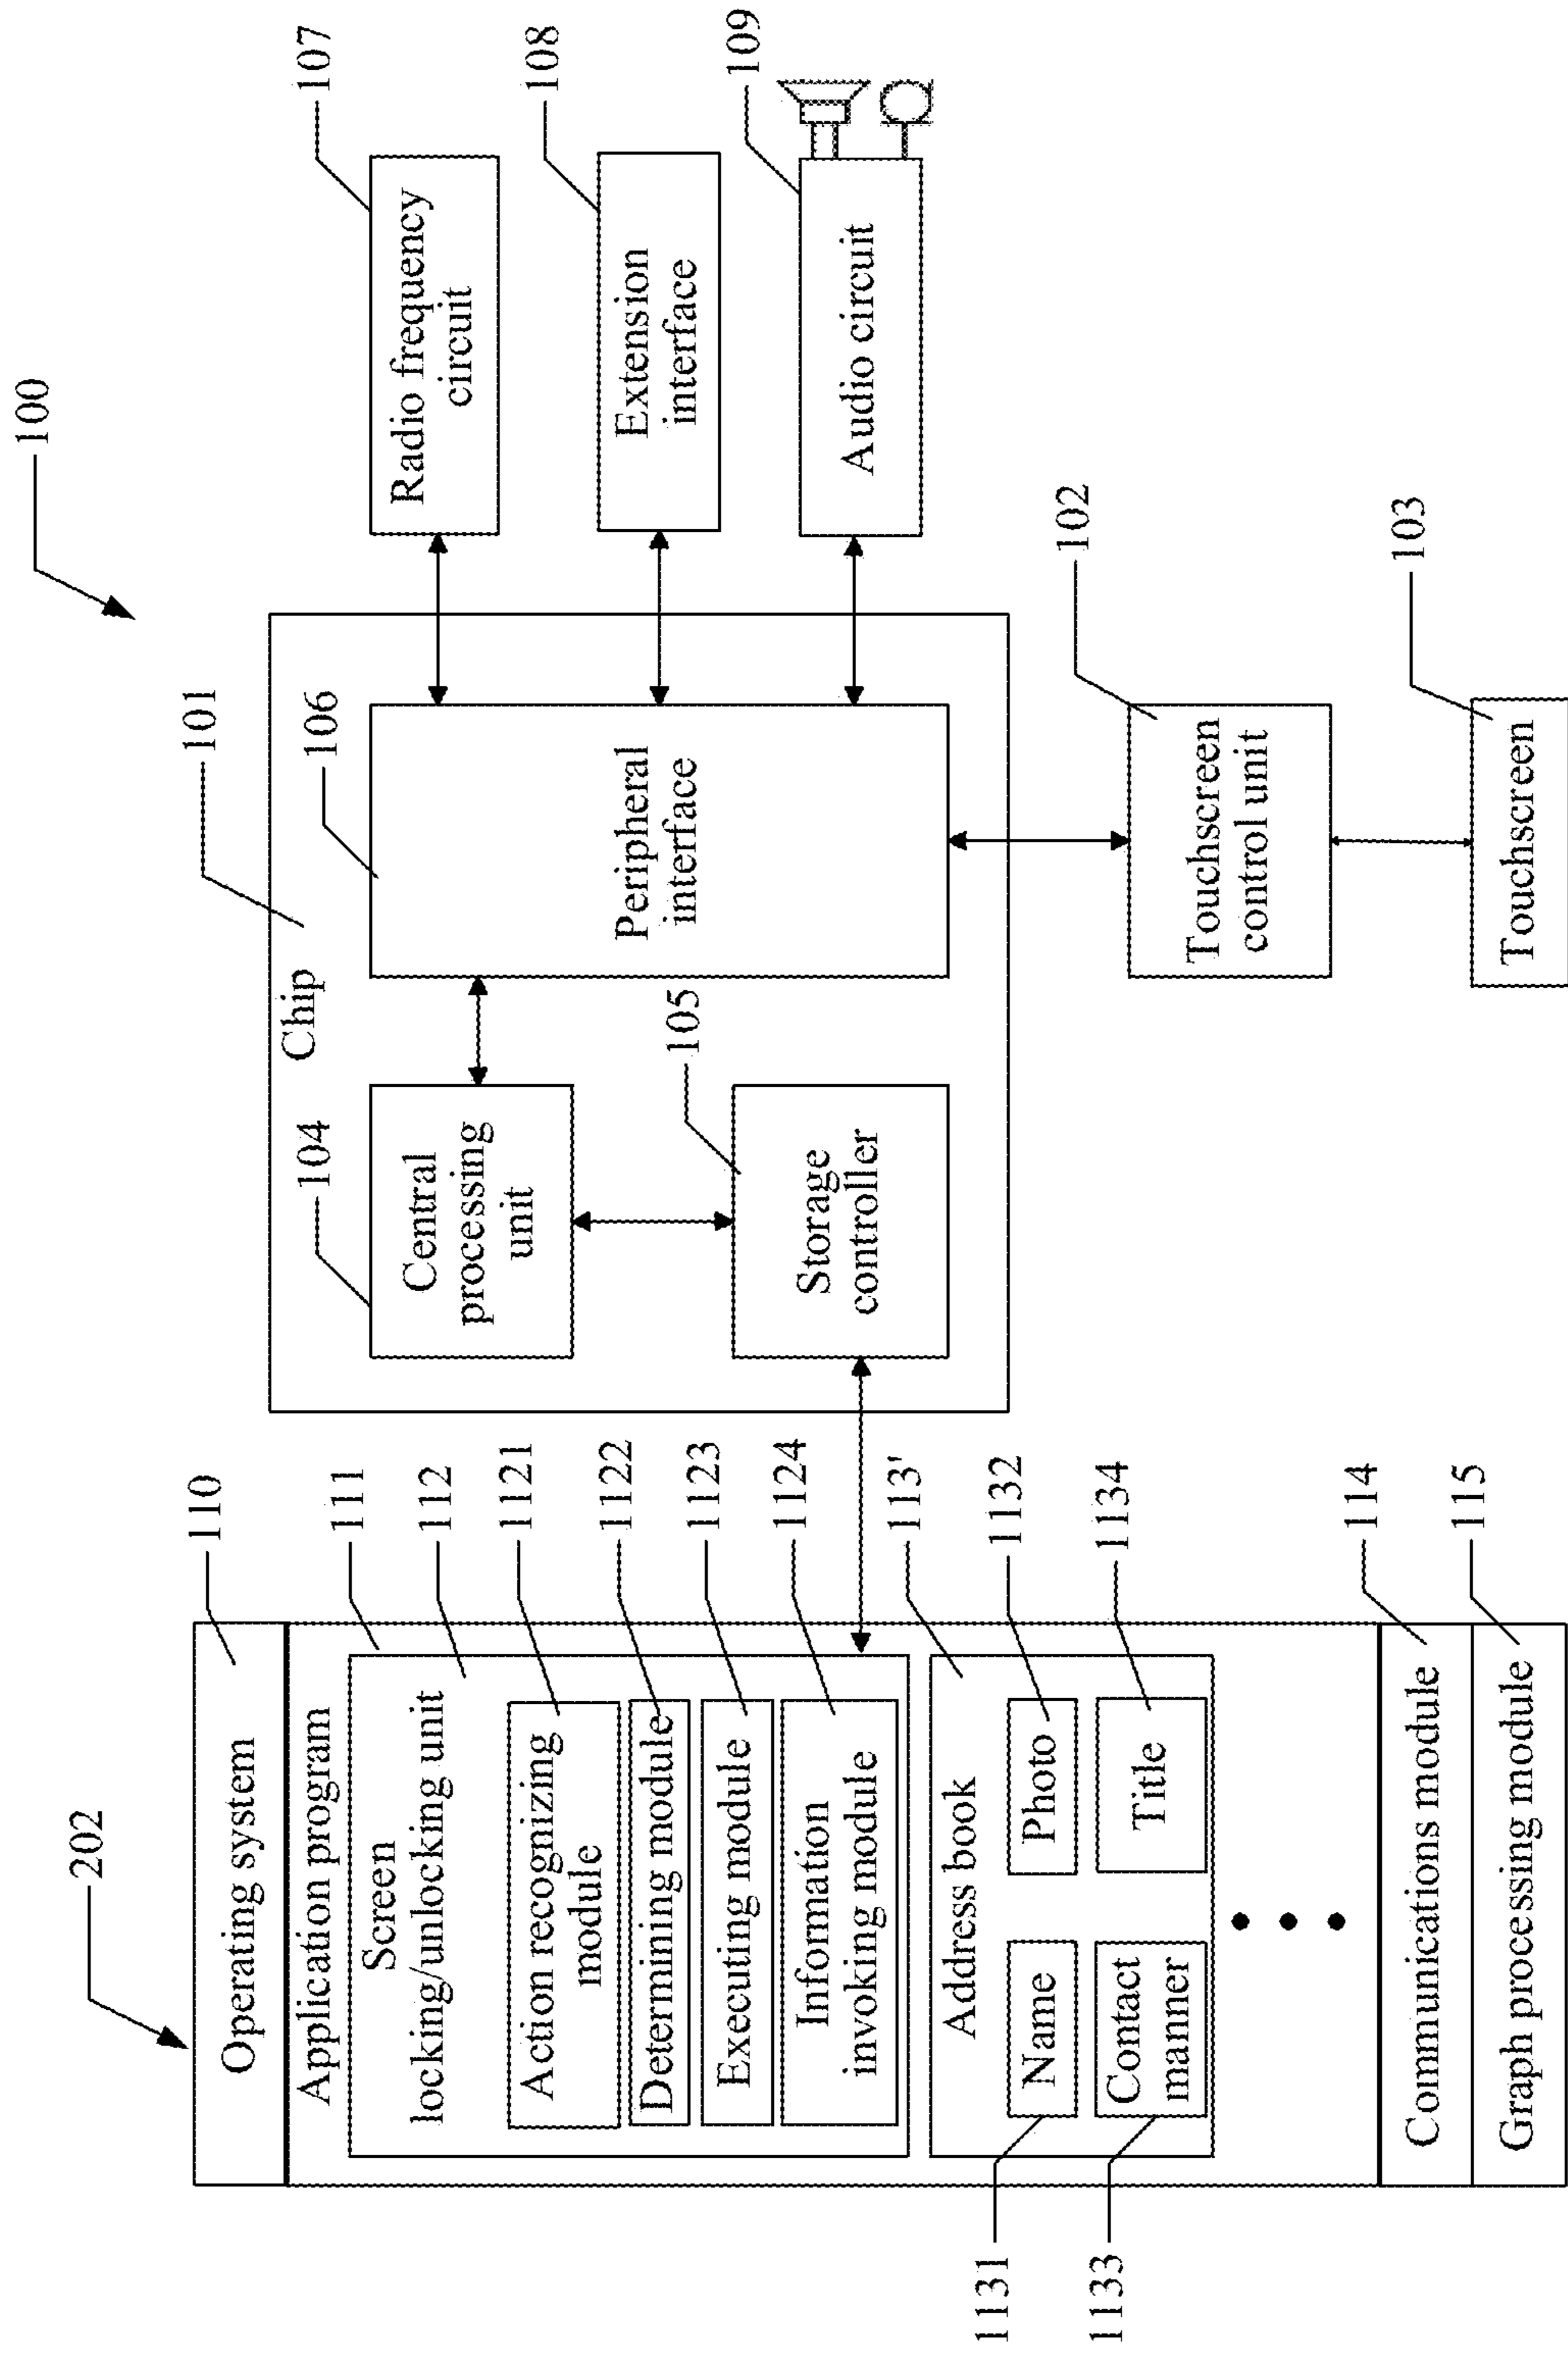 100
202
110
Operating system
Application program
111
Screen
locking/unlocking unit
112
Action recognizing
module
1121
Determining module
1122
Executing module
1123
Information
invoking module
1124
Address book
1113'
Name
1131
Photo
1132
Contact
manner
1133
Title
1134
Communications module
114
Graph processing module
115
101
Chip
104
Central
processing
unit
105
Storage
controller
106
Peripheral
interface
107
Radio frequency
circuit
108
Extension
interface
109
Audio circuit
102
Touchscreen
control unit
103
Touchscreen